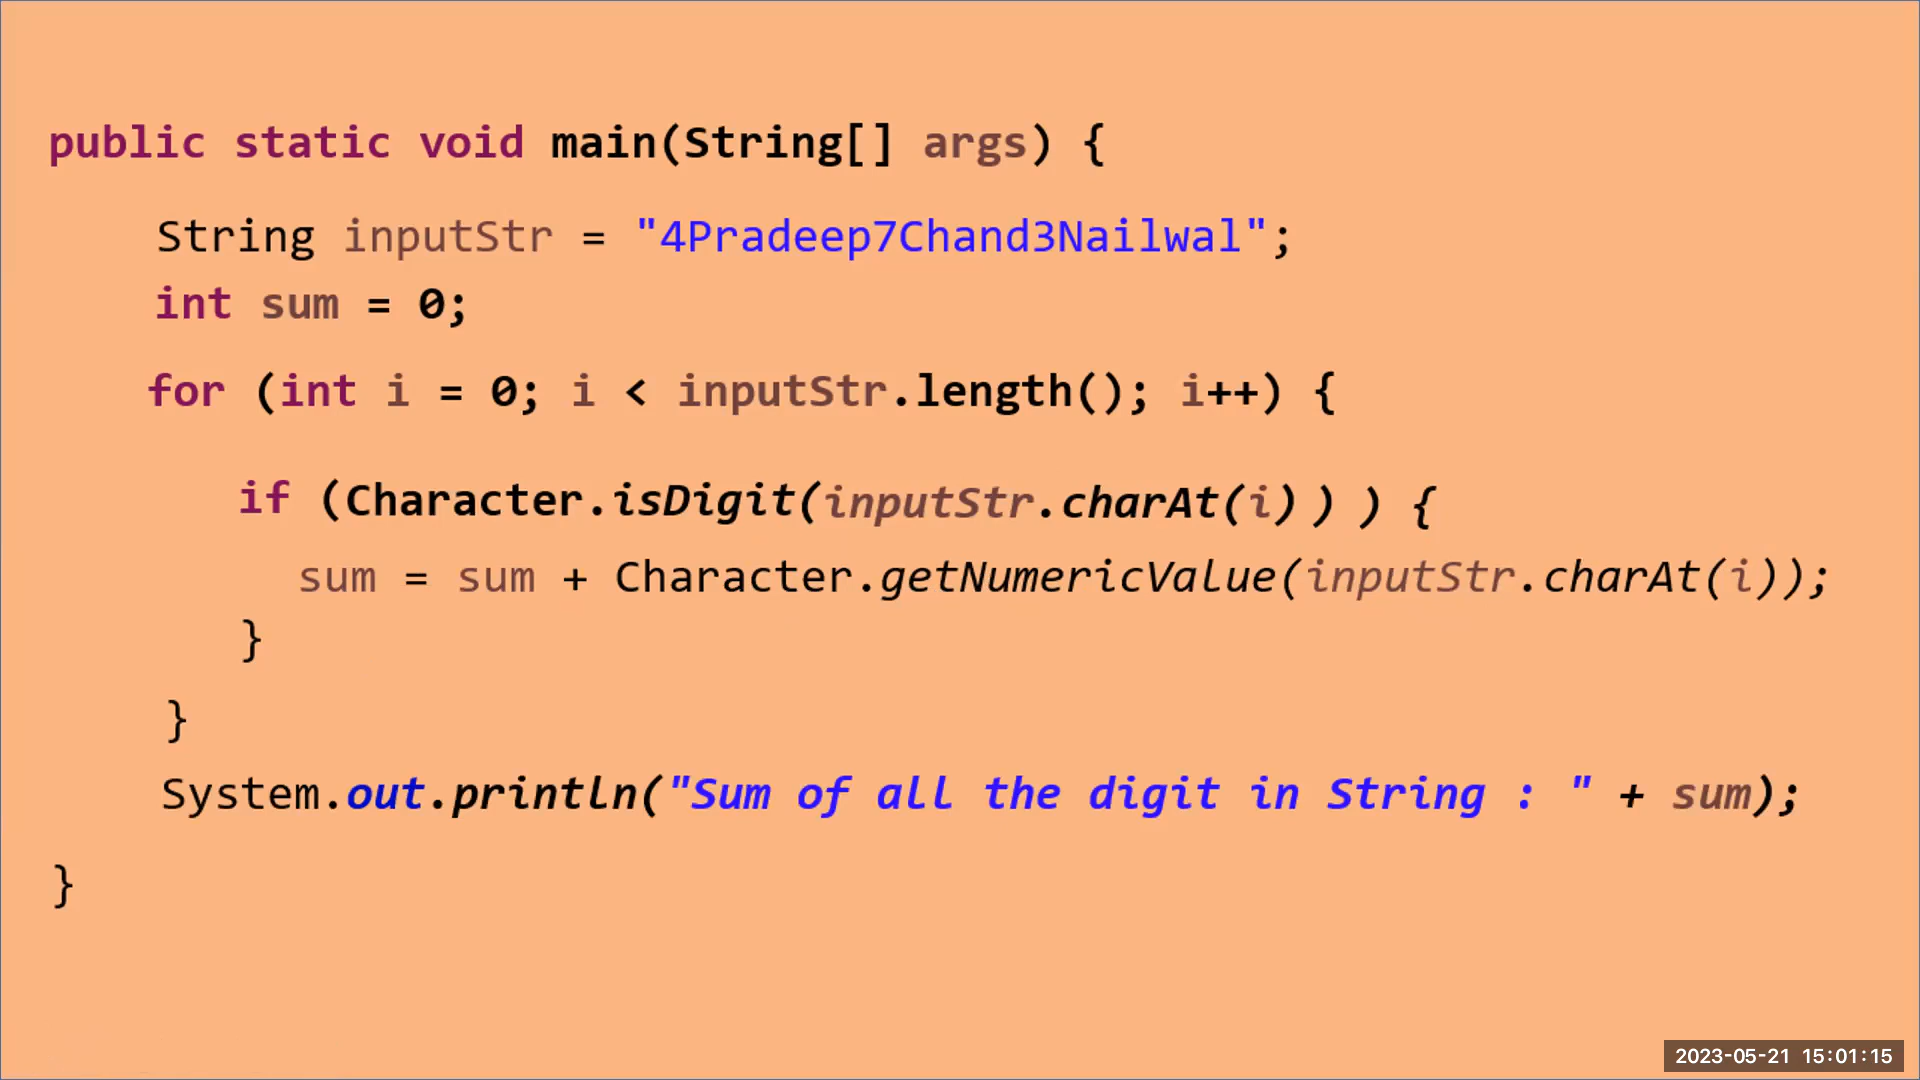 public static void main(String[] args) {
String inputStr = "4Pradeep7Chand3Nailwal";
int sum = 0;
for (int i = 0; i < inputStr.length(); i++) {
if (Character.isDigit(inputStr.charAt(i) ) ) {
sum = sum + Character.getNumericValue(inputStr.charAt(i));
}
}
System.out.println("Sum of all the digit in String : " + sum);
}
2023-05-21 15:01:15